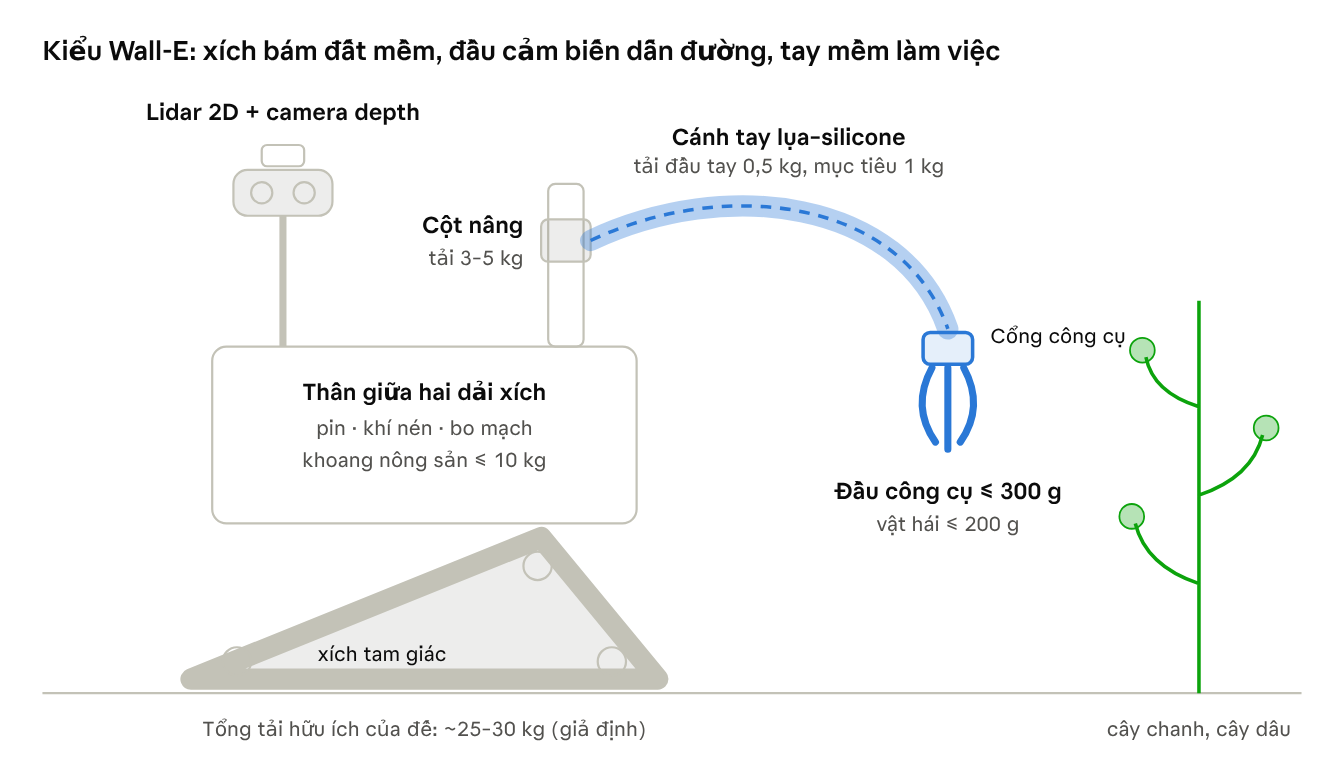 Kiểu Wall-E: xích bám đất mềm, đầu cảm biến dẫn đường, tay mềm làm việc
Lidar 2D + camera depth
Cánh tay lụa-silicone
tải đầu tay 0,5 kg, mục tiêu 1 kg
Cột nâng
tải 3-5 kg
Cổng công cụ
Thân giữa hai dải xích
pin · khí nén · bo mạch
khoang nông sản ≤ 10 kg
Đầu công cụ ≤ 300 g
vật hái ≤ 200 g
xích tam giác
Tổng tải hữu ích của đế: ~25-30 kg (giả định)
cây chanh, cây dâu